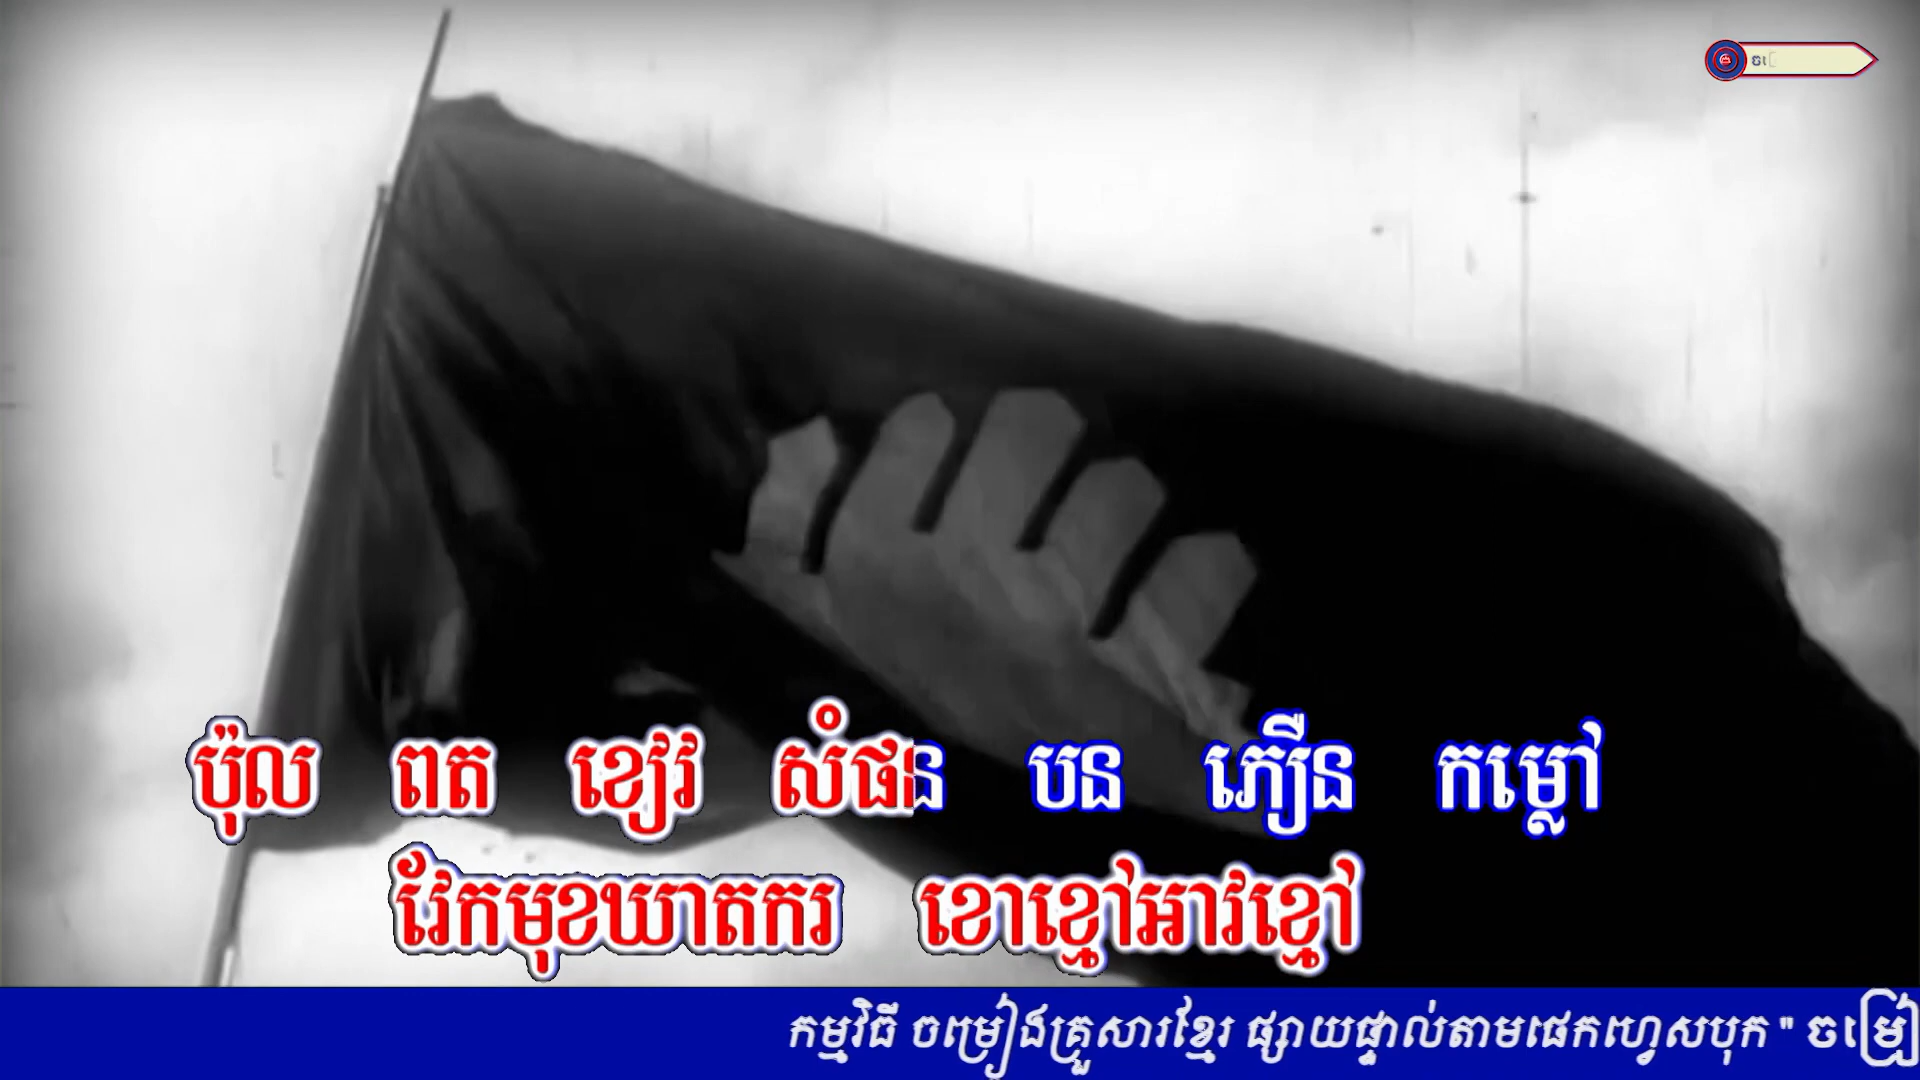 ប៉ុល ពត ខៀវ សំផន បន ភឿន កម្លៅ
វែកមុខឃាតករ ខោខ្មៅអាវខ្មៅ
កម្មវិធី ចម្រៀងគ្រួសារខ្មែរ ផ្សាយផ្ទាល់តាមផេកហ្វេសបុក " ចម្រៀ